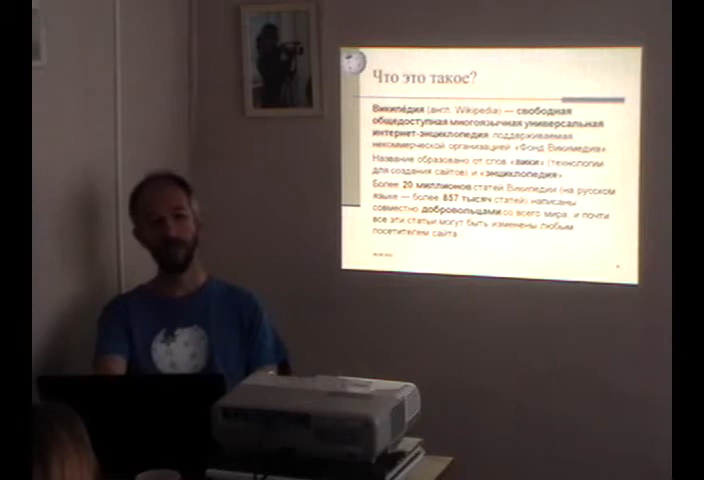 Что это такое?
Википе́дия (англ. Wikipedia) — свободная
общедоступная многоязычная универсальная
интернет-энциклопедия, поддерживаемая
некоммерческой организацией «Фонд Викимедиа»
Название образовано от слов «вики» (технологии
для создания сайтов) и «энциклопедия»
Более 20 миллионов статей Википедии (на русском
языке — более 857 тысяч статей) написаны
совместно добровольцами со всего мира, и почти
все эти статьи могут быть изменены любым
посетителем сайта